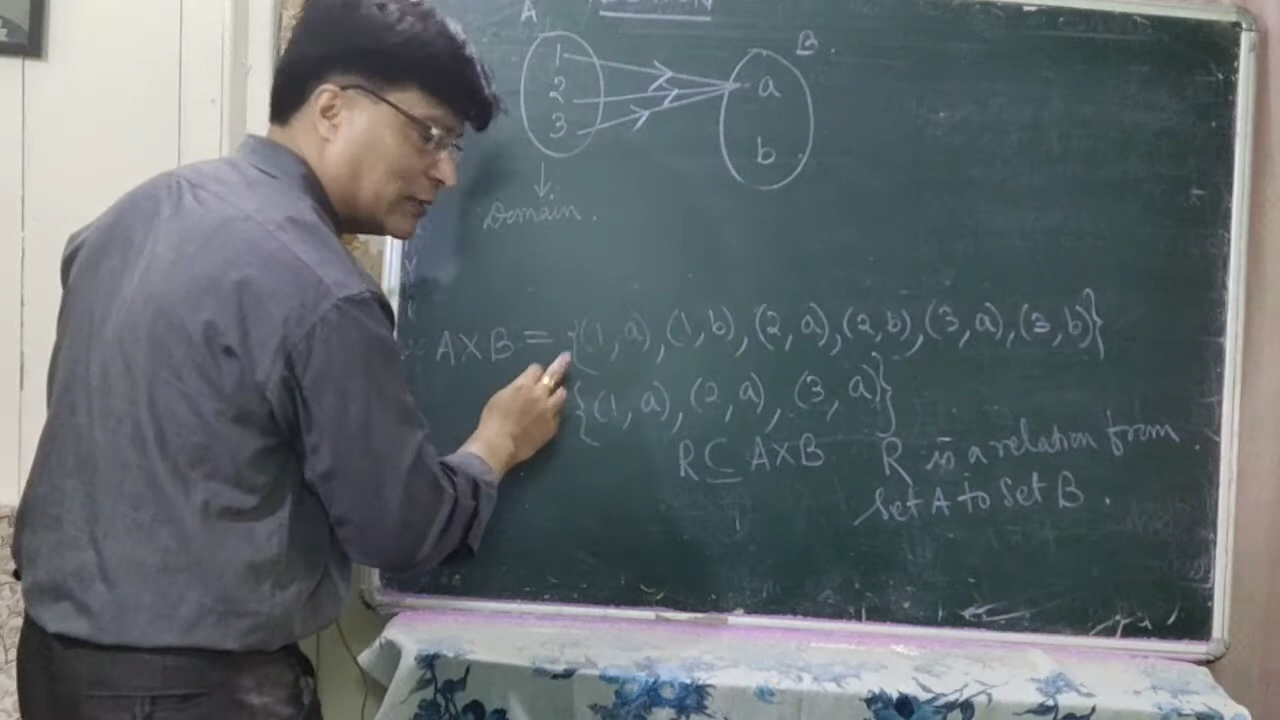 A
B.
1
2
3
a
b
Domain.
A×B = {(1, a), (1, b), (2, a), (2, b), (3, a), (3, b)}
{(1, a), (2, a), (3, a)}
R ⊆ A×B R is a relation from
set A to set B.